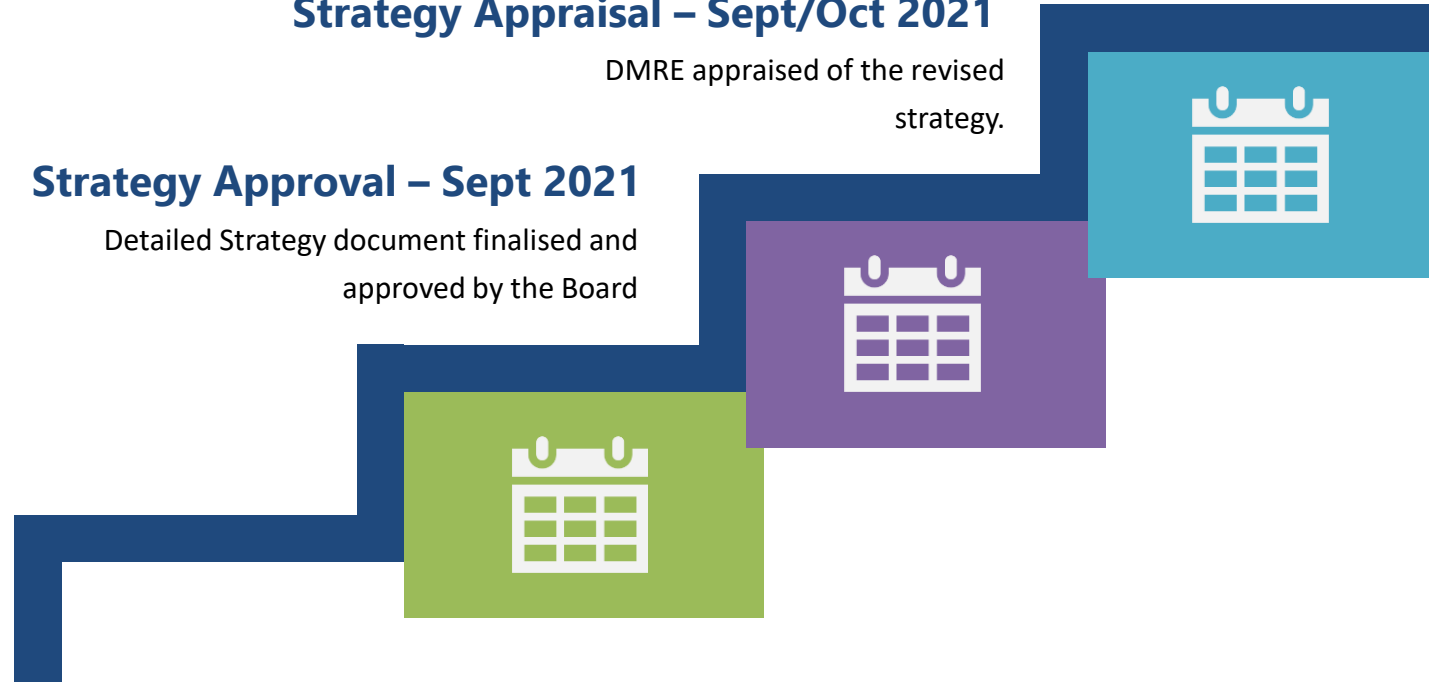 Strategy Appraisal – Sept/Oct 2021
DMRE appraised of the revised
strategy.
Strategy Approval – Sept 2021
Detailed Strategy document finalised and
approved by the Board